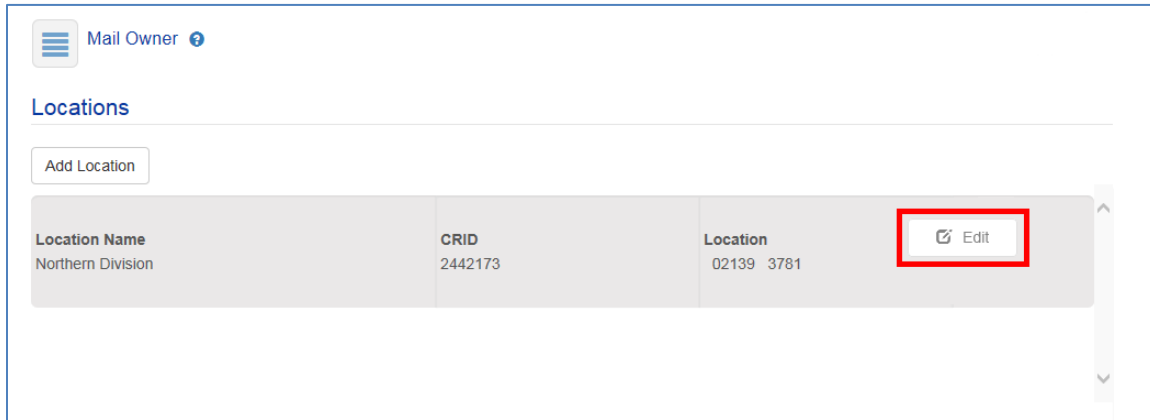 Mail Owner ?
Locations
Add Location
Location Name CRID Location Edit
Northern Division 2442173 02139 3781